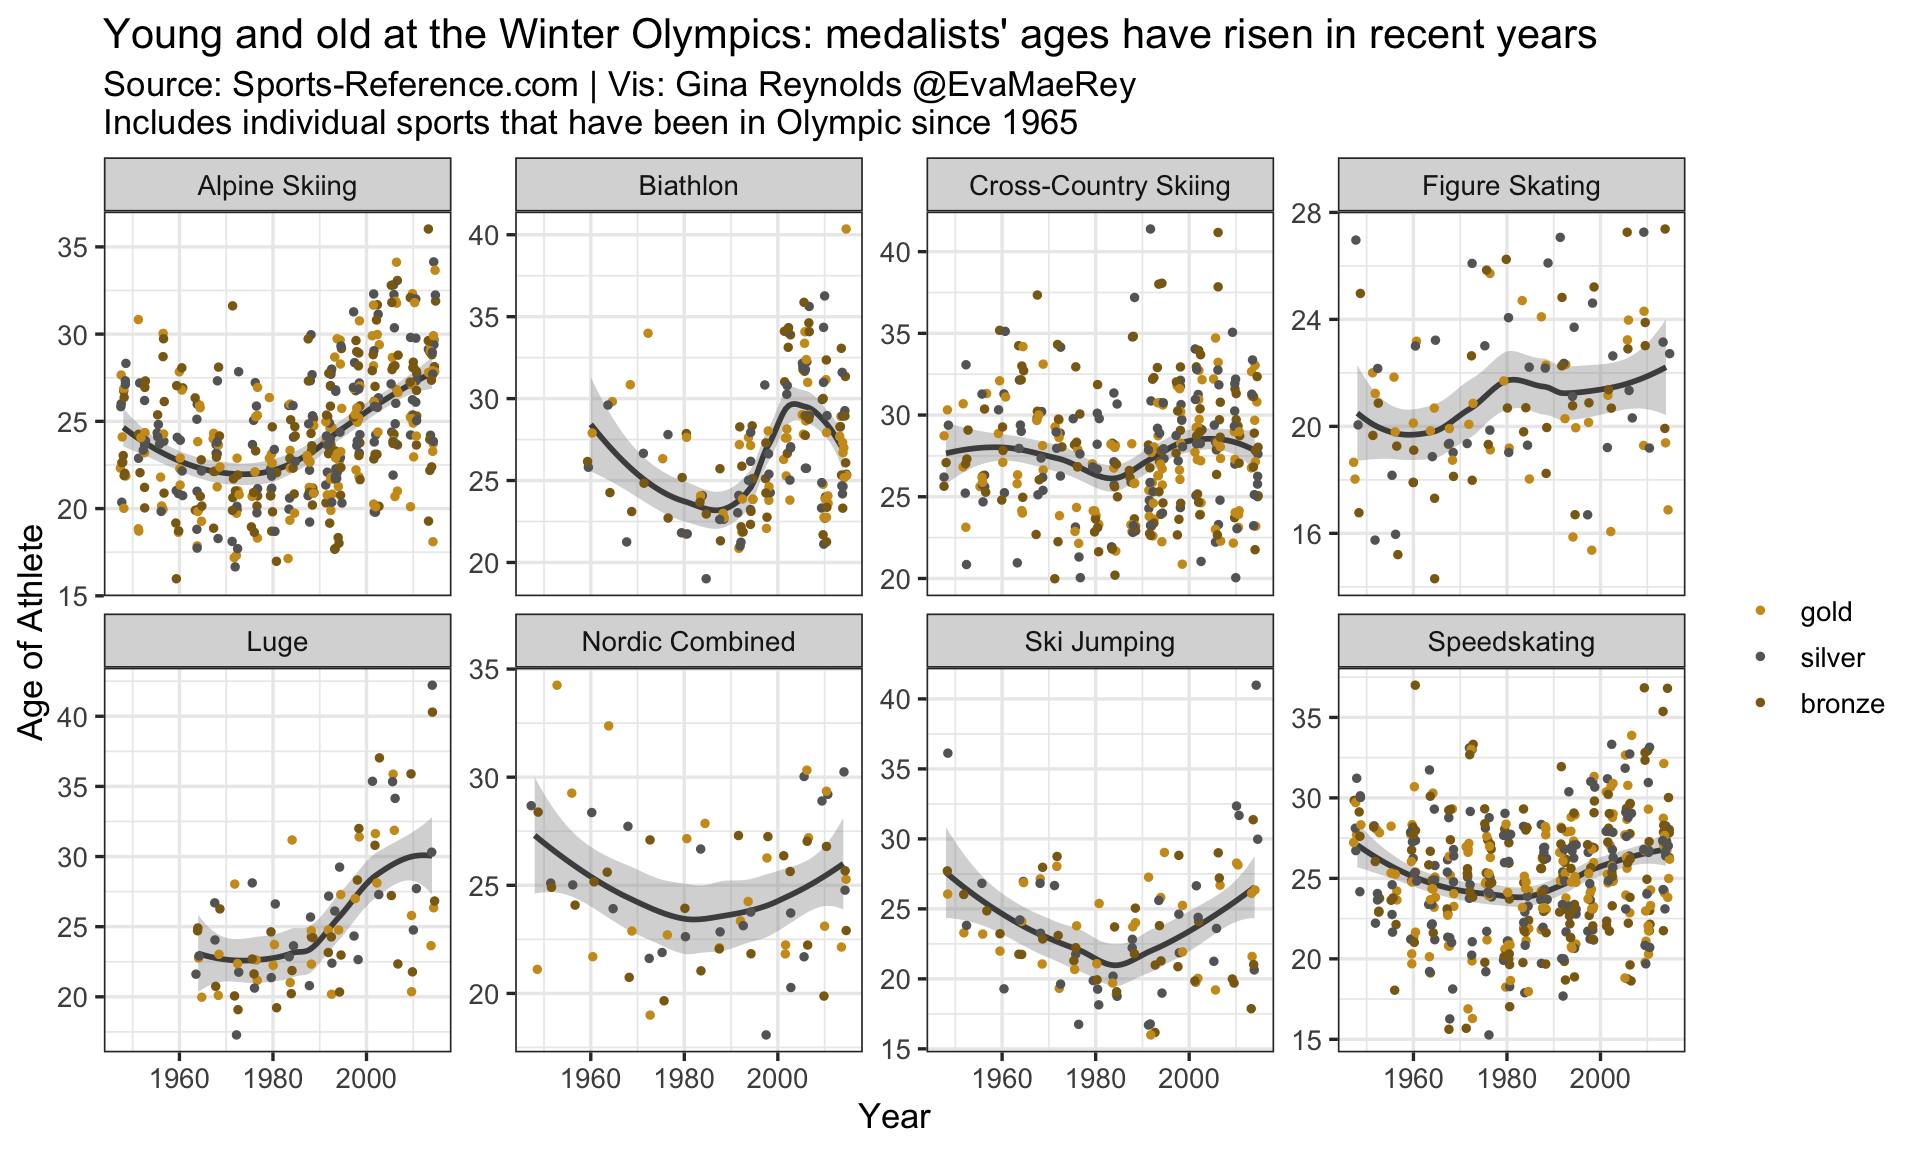 Young and old at the Winter Olympics: medalists' ages have risen in recent years
Source: Sports-Reference.com | Vis: Gina Reynolds @EvaMaeRey
Includes individual sports that have been in Olympic since 1965
Alpine Skiing
Biathlon
Cross-Country Skiing
Figure Skating
35
30
25
20
15
40
35
30
25
20
40
35
30
25
20
28
24
20
16
Age of Athlete
Luge
Nordic Combined
Ski Jumping
Speedskating
40
35
30
25
20
35
30
25
20
40
35
30
25
20
15
35
30
25
20
15
1960 1980 2000
1960 1980 2000
1960 1980 2000
1960 1980 2000
Year
gold
silver
bronze